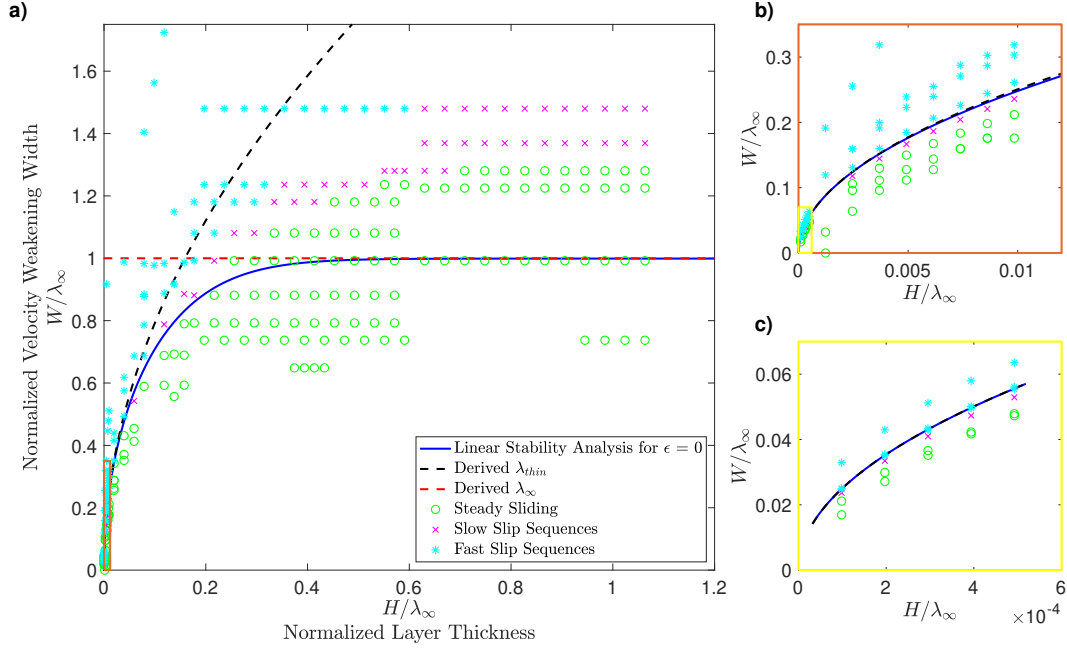 a)
Normalized Velocity Weakening Width
W/λ∞
1.6
1.4
1.2
1
0.8
0.6
0.4
0.2
0
0
0.2
0.4
0.6
0.8
1
1.2
H/λ∞
Normalized Layer Thickness
Linear Stability Analysis for ϵ = 0
Derived λthin
Derived λ∞
Steady Sliding
Slow Slip Sequences
Fast Slip Sequences
b)
W/λ∞
0.3
0.2
0.1
0
0
0.005
0.01
H/λ∞
c)
W/λ∞
0.06
0.04
0.02
0
0
2
4
6
H/λ∞
×10-4